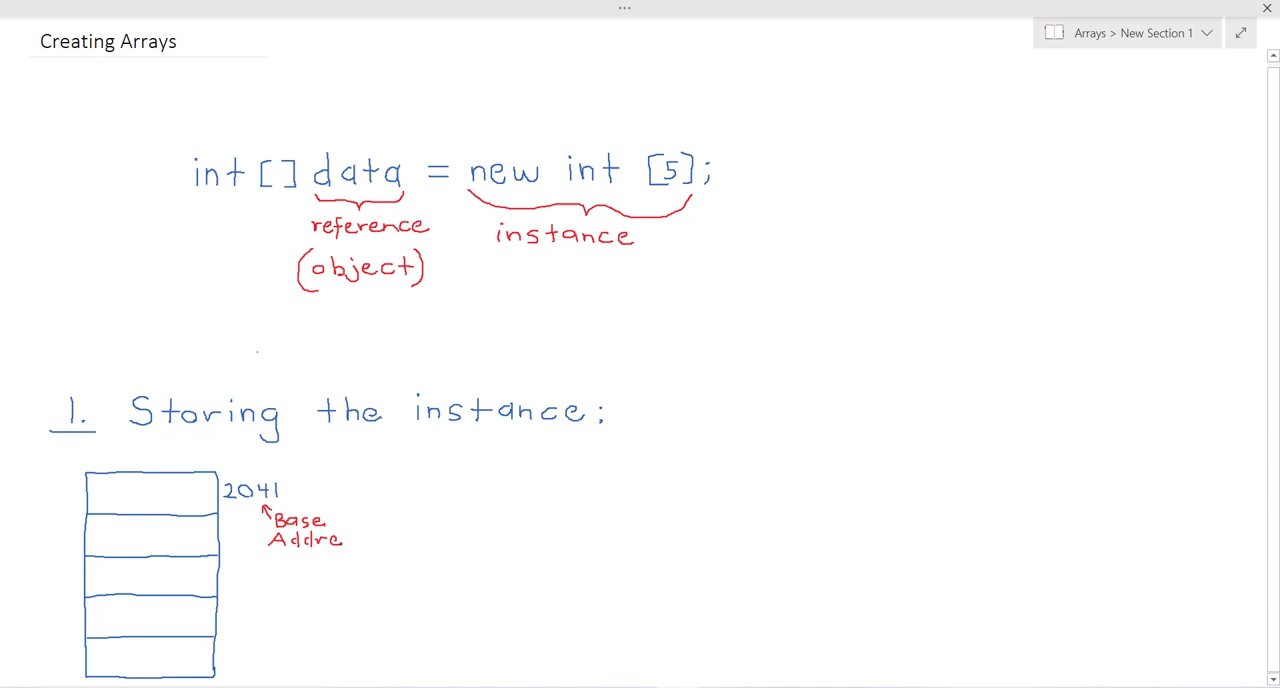 Creating Arrays
Arrays > New Section 1
int [ ] data = new int [5];
reference
instance
(object)
1. Storing the instance:
2041
Base
Addre